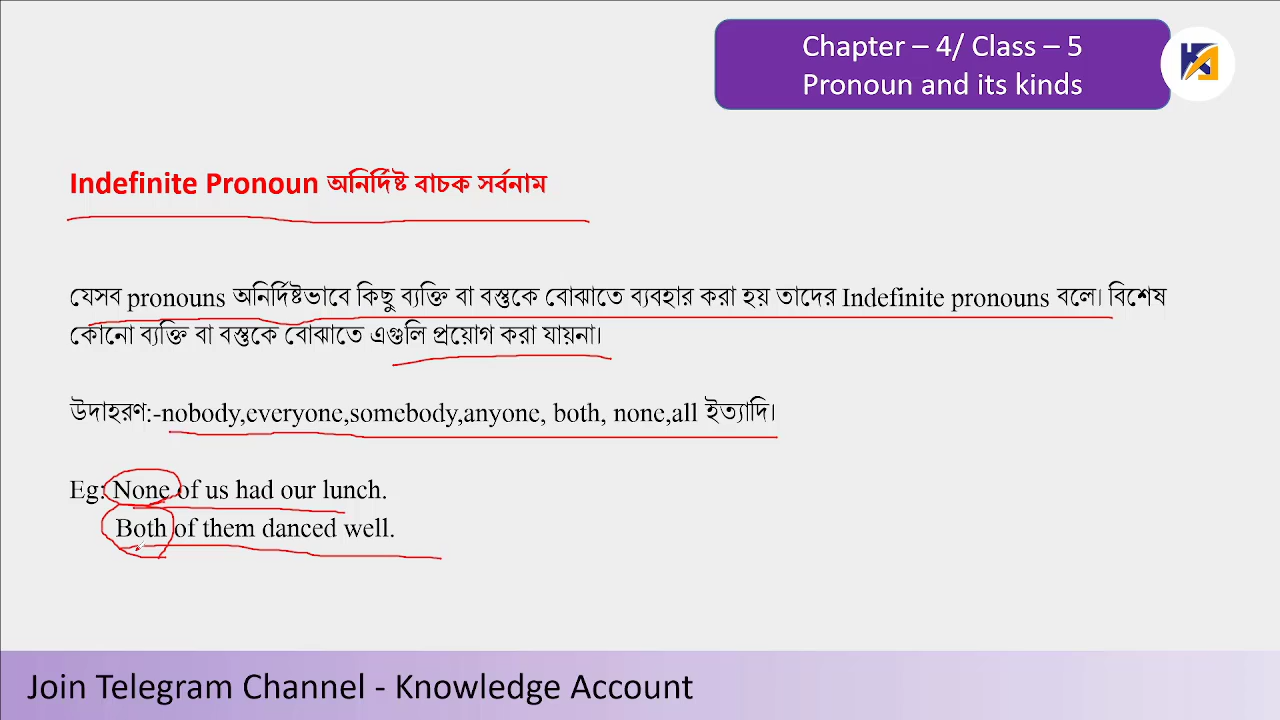 Chapter – 4/ Class – 5
Pronoun and its kinds
Indefinite Pronoun অনির্দিষ্ট বাচক সর্বনাম
যেসব pronouns অনির্দিষ্টভাবে কিছু ব্যক্তি বা বস্তুকে বোঝাতে ব্যবহার করা হয় তাদের Indefinite pronouns বলে। বিশেষ
কোনো ব্যক্তি বা বস্তুকে বোঝাতে এগুলি প্রয়োগ করা যায়না।
উদাহরণ:-nobody,everyone,somebody,anyone, both, none,all ইত্যাদি।
Eg: None of us had our lunch.
Both of them danced well.
Join Telegram Channel - Knowledge Account